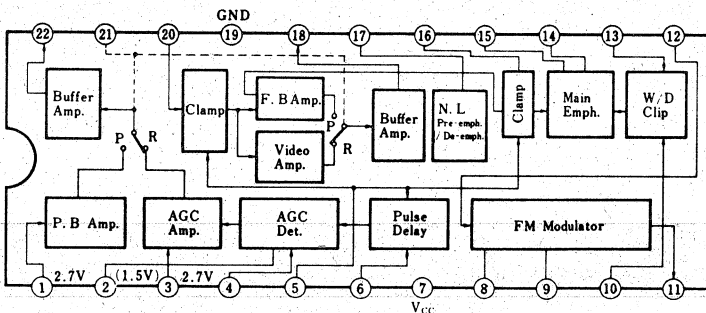 GND
22 21 20 19 18 17 16 15 14 13 12
Buffer
Amp.
P R
Clamp
F.B Amp.
Video
Amp.
P
R
Buffer
Amp.
N.L
Pre-emph.
/De-emph.
Clamp
Main
Emph.
W/D
Clip
P.B Amp.
AGC
Amp.
AGC
Det.
Pulse
Delay
FM Modulator
2.7V (1.5V) 2.7V
1 2 3 4 5 6 7 8 9 10 11
VCC